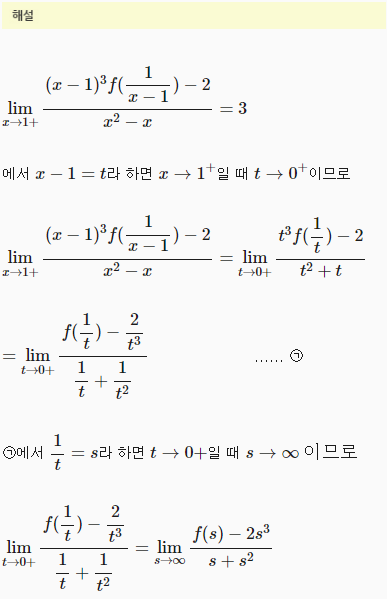 해설
$\lim_{x \to 1+} \frac{(x-1)^3 f(\frac{1}{x-1}) - 2}{x^2 - x} = 3$
에서 $x - 1 = t$라 하면 $x \to 1^+$일 때 $t \to 0^+$이므로
$\lim_{x \to 1+} \frac{(x-1)^3 f(\frac{1}{x-1}) - 2}{x^2 - x} = \lim_{t \to 0+} \frac{t^3 f(\frac{1}{t}) - 2}{t^2 + t}$
$= \lim_{t \to 0+} \frac{f(\frac{1}{t}) - \frac{2}{t^3}}{\frac{1}{t} + \frac{1}{t^2}}$ …… ㉠
㉠에서 $\frac{1}{t} = s$라 하면 $t \to 0+$일 때 $s \to \infty$ 이므로
$\lim_{t \to 0+} \frac{f(\frac{1}{t}) - \frac{2}{t^3}}{\frac{1}{t} + \frac{1}{t^2}} = \lim_{s \to \infty} \frac{f(s) - 2s^3}{s + s^2}$